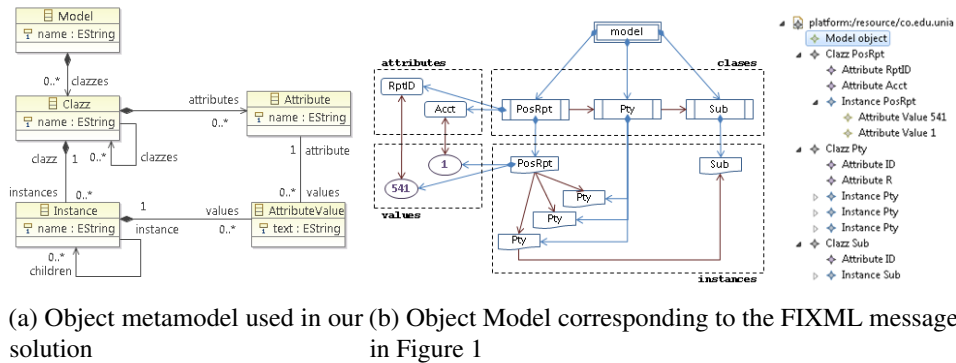 Model
name : EString
0..*
clazzes
Clazz
name : EString
attributes
0..*
Attribute
name : EString
clazz
1
0..*
clazzes
1
attribute
instances
0..*
values
0..*
Instance
name : EString
1
instance
values
0..*
AttributeValue
text : EString
0..*
children
model
attributes
clases
RptID
Acct
PosRpt
Pty
Sub
1
541
values
PosRpt
Sub
Pty
Pty
Pty
instances
platform:/resource/co.edu.unia
Model object
Clazz PosRpt
Attribute RptID
Attribute Acct
Instance PosRpt
Attribute Value 541
Attribute Value 1
Clazz Pty
Attribute ID
Attribute R
Instance Pty
Instance Pty
Instance Pty
Clazz Sub
Attribute ID
Instance Sub
(a) Object metamodel used in our
solution
(b) Object Model corresponding to the FIXML message
in Figure 1